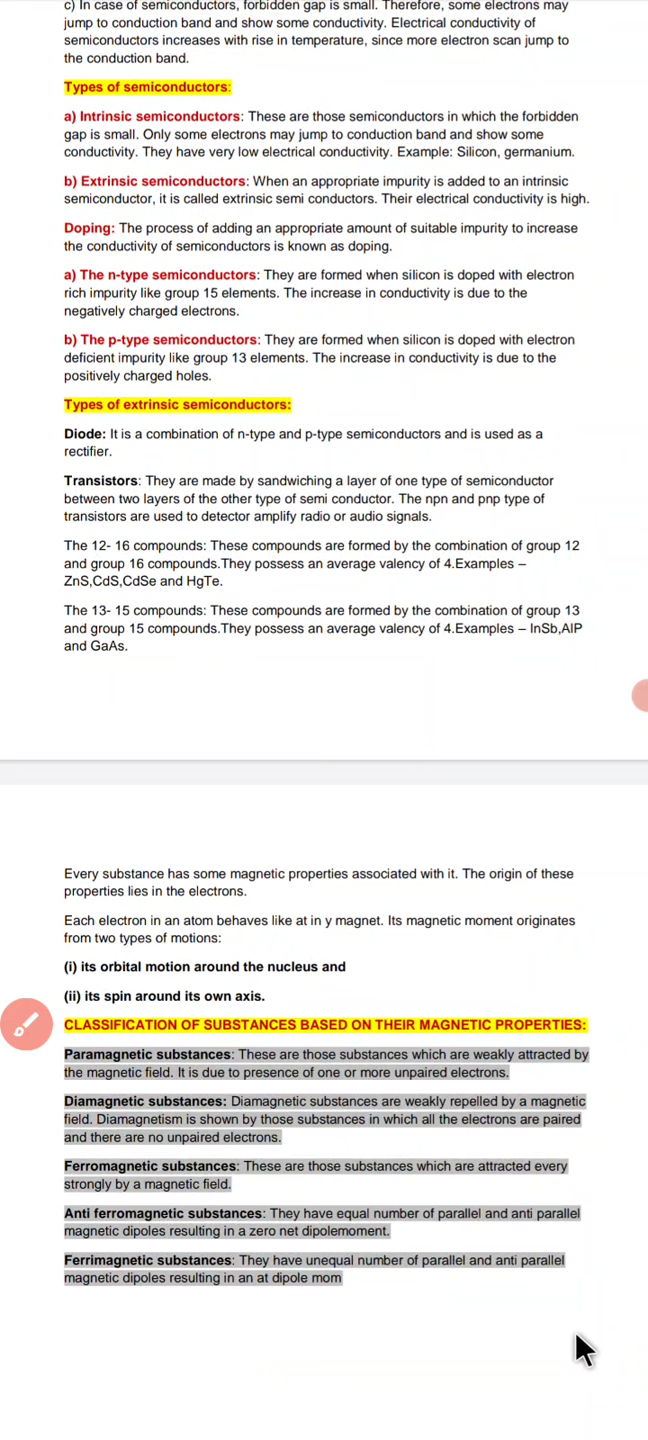 c) In case of semiconductors, forbidden gap is small. Therefore, some electrons may
jump to conduction band and show some conductivity. Electrical conductivity of
semiconductors increases with rise in temperature, since more electron scan jump to
the conduction band.
Types of semiconductors:
a) Intrinsic semiconductors: These are those semiconductors in which the forbidden
gap is small. Only some electrons may jump to conduction band and show some
conductivity. They have very low electrical conductivity. Example: Silicon, germanium.
b) Extrinsic semiconductors: When an appropriate impurity is added to an intrinsic
semiconductor, it is called extrinsic semi conductors. Their electrical conductivity is high.
Doping: The process of adding an appropriate amount of suitable impurity to increase
the conductivity of semiconductors is known as doping.
a) The n-type semiconductors: They are formed when silicon is doped with electron
rich impurity like group 15 elements. The increase in conductivity is due to the
negatively charged electrons.
b) The p-type semiconductors: They are formed when silicon is doped with electron
deficient impurity like group 13 elements. The increase in conductivity is due to the
positively charged holes.
Types of extrinsic semiconductors:
Diode: It is a combination of n-type and p-type semiconductors and is used as a
rectifier.
Transistors: They are made by sandwiching a layer of one type of semiconductor
between two layers of the other type of semi conductor. The npn and pnp type of
transistors are used to detector amplify radio or audio signals.
The 12- 16 compounds: These compounds are formed by the combination of group 12
and group 16 compounds.They possess an average valency of 4.Examples –
ZnS,CdS,CdSe and HgTe.
The 13- 15 compounds: These compounds are formed by the combination of group 13
and group 15 compounds.They possess an average valency of 4.Examples – InSb,AlP
and GaAs.
Every substance has some magnetic properties associated with it. The origin of these
properties lies in the electrons.
Each electron in an atom behaves like at in y magnet. Its magnetic moment originates
from two types of motions:
(i) its orbital motion around the nucleus and
(ii) its spin around its own axis.
CLASSIFICATION OF SUBSTANCES BASED ON THEIR MAGNETIC PROPERTIES:
Paramagnetic substances: These are those substances which are weakly attracted by
the magnetic field. It is due to presence of one or more unpaired electrons.
Diamagnetic substances: Diamagnetic substances are weakly repelled by a magnetic
field. Diamagnetism is shown by those substances in which all the electrons are paired
and there are no unpaired electrons.
Ferromagnetic substances: These are those substances which are attracted every
strongly by a magnetic field.
Anti ferromagnetic substances: They have equal number of parallel and anti parallel
magnetic dipoles resulting in a zero net dipolemoment.
Ferrimagnetic substances: They have unequal number of parallel and anti parallel
magnetic dipoles resulting in an at dipole mom